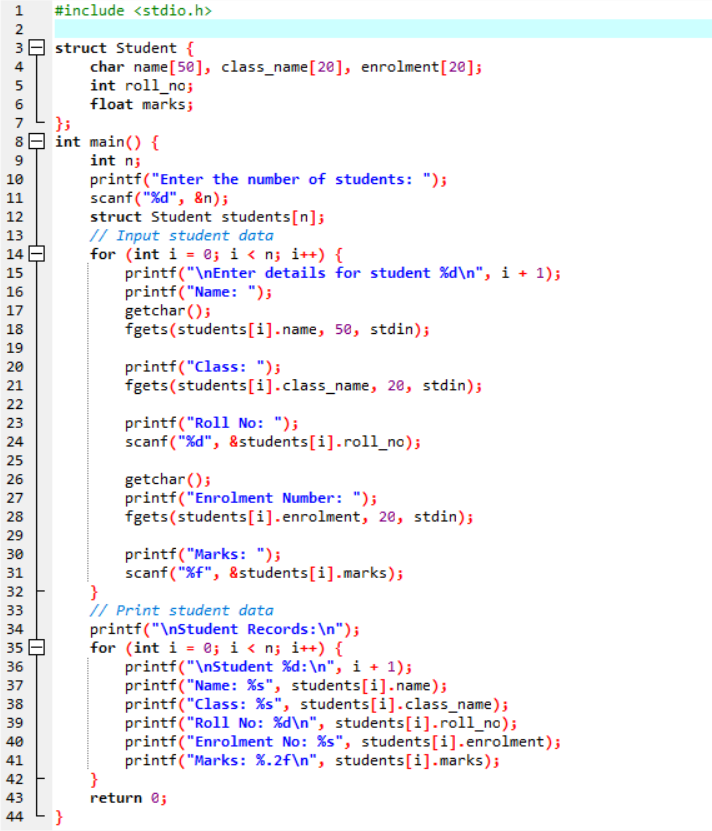 1 #include <stdio.h>
2
3 struct Student {
4 char name[50], class_name[20], enrolment[20];
5 int roll_no;
6 float marks;
7 };
8 int main() {
9 int n;
10 printf("Enter the number of students: ");
11 scanf("%d", &n);
12 struct Student students[n];
13 // Input student data
14 for (int i = 0; i < n; i++) {
15 printf("\nEnter details for student %d\n", i + 1);
16 printf("Name: ");
17 getchar();
18 fgets(students[i].name, 50, stdin);
19
20 printf("Class: ");
21 fgets(students[i].class_name, 20, stdin);
22
23 printf("Roll No: ");
24 scanf("%d", &students[i].roll_no);
25
26 getchar();
27 printf("Enrolment Number: ");
28 fgets(students[i].enrolment, 20, stdin);
29
30 printf("Marks: ");
31 scanf("%f", &students[i].marks);
32 }
33 // Print student data
34 printf("\nStudent Records:\n");
35 for (int i = 0; i < n; i++) {
36 printf("\nStudent %d:\n", i + 1);
37 printf("Name: %s", students[i].name);
38 printf("Class: %s", students[i].class_name);
39 printf("Roll No: %d\n", students[i].roll_no);
40 printf("Enrolment No: %s", students[i].enrolment);
41 printf("Marks: %.2f\n", students[i].marks);
42 }
43 return 0;
44 }